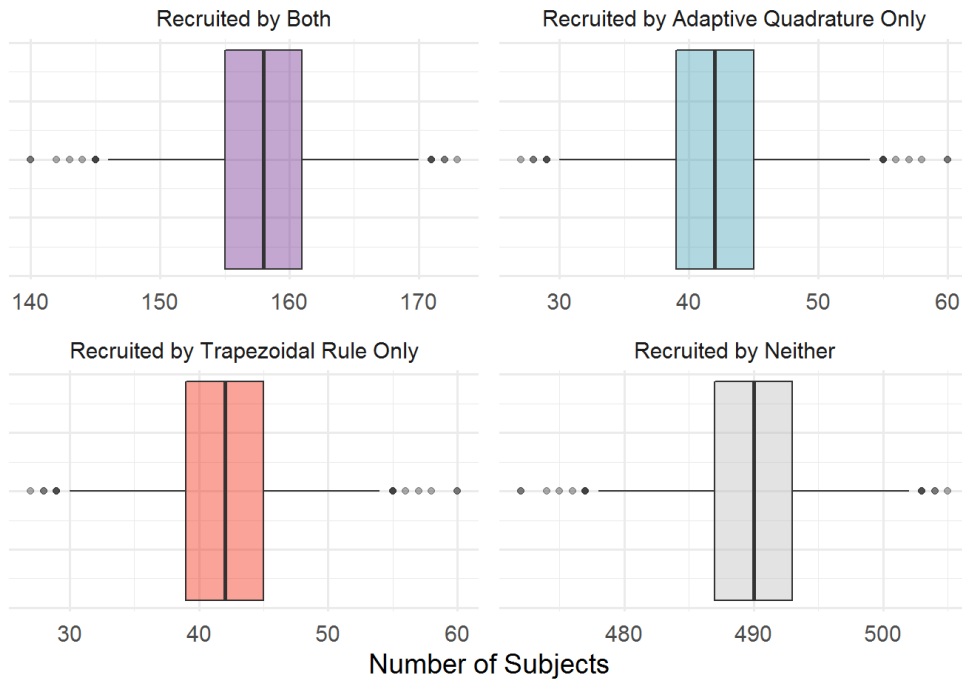 Recruited by Both
140 150 160 170
Recruited by Adaptive Quadrature Only
30 40 50 60
Recruited by Trapezoidal Rule Only
30 40 50 60
Recruited by Neither
480 490 500
Number of Subjects